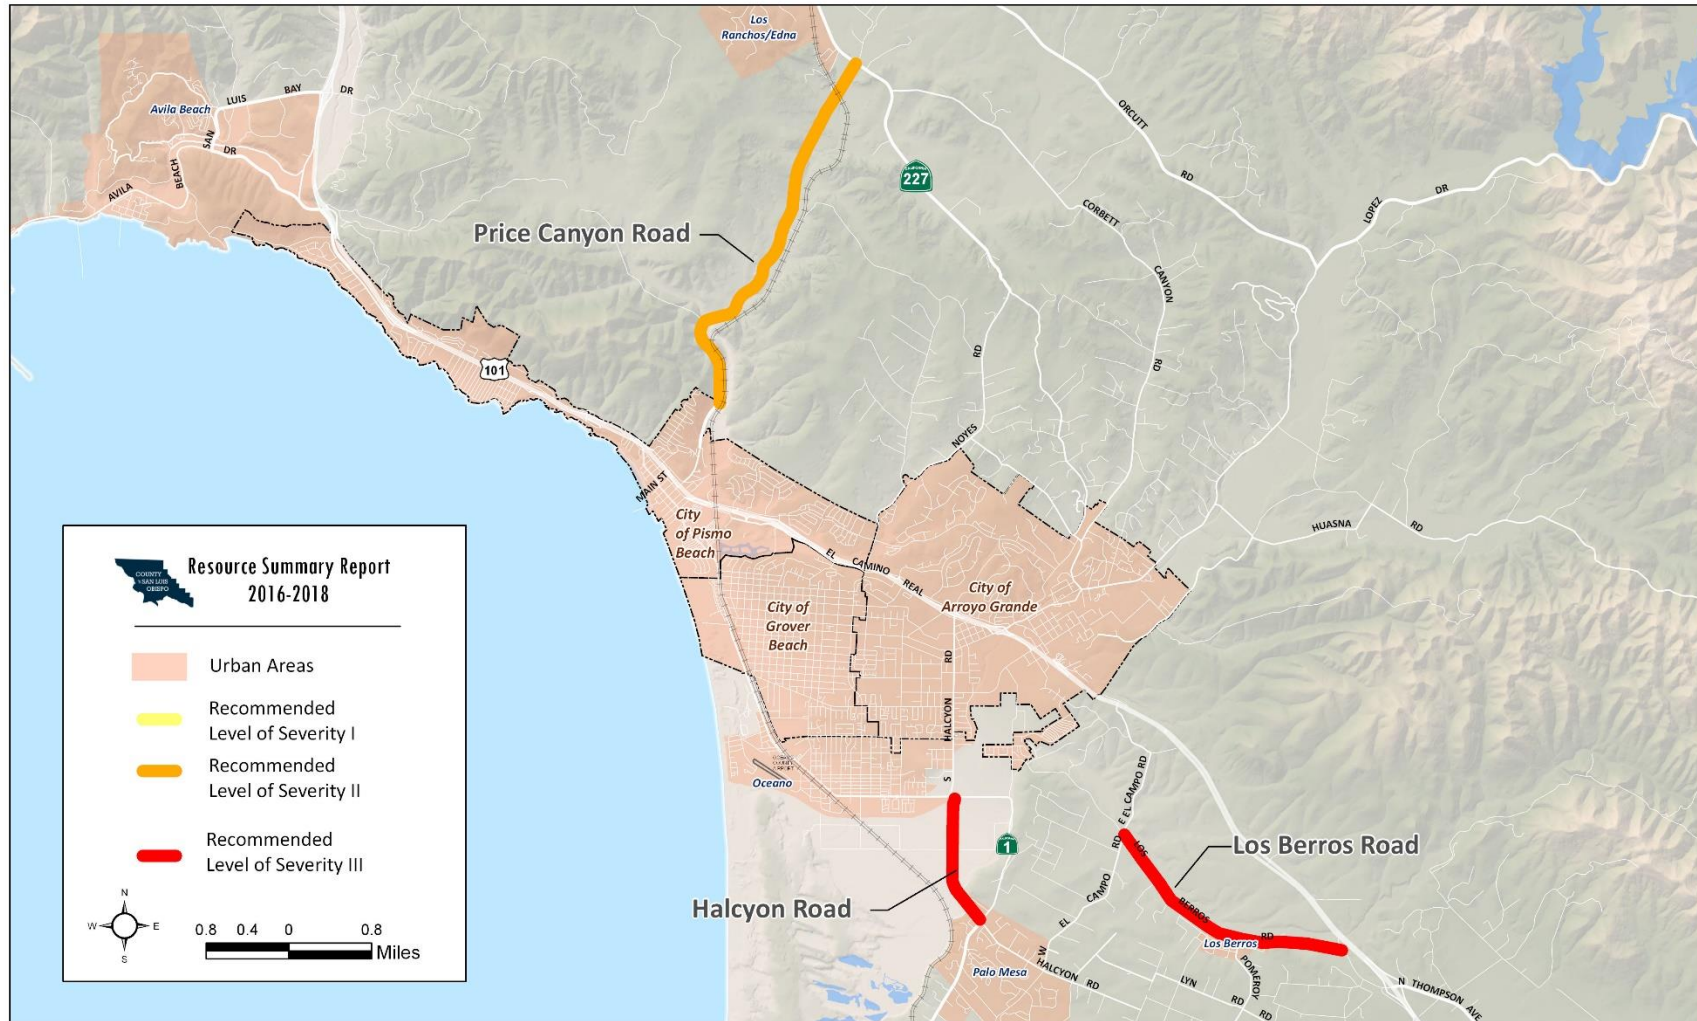 Los
Ranchos/Edna
Avila Beach
SAN
LUIS
BAY
DR
AVILA
BEACH
DR
ORCUTT
RD
227
LOPEZ
DR
CORBETT
CANYON
RD
Price Canyon Road
101
NOYES
RD
HUASNA
RD
MAIN ST
City
of Pismo
Beach
EL
CAMINO
REAL
City of
Arroyo Grande
City of
Grover
Beach
S
HALCYON
RD
Oceano
1
E EL CAMPO RD
LOS
BERROS
RD
Los Berros Road
Halcyon Road
W
EL
CAMPO
RD
Los Berros
POMEROY
RD
Palo Mesa
HALCYON
RD
LYN
RD
N THOMPSON AVE
COUNTY
OF SAN LUIS
OBISPO
Resource Summary Report
2016-2018
Urban Areas
Recommended
Level of Severity I
Recommended
Level of Severity II
Recommended
Level of Severity III
N
W
E
S
0.8 0.4 0 0.8
Miles